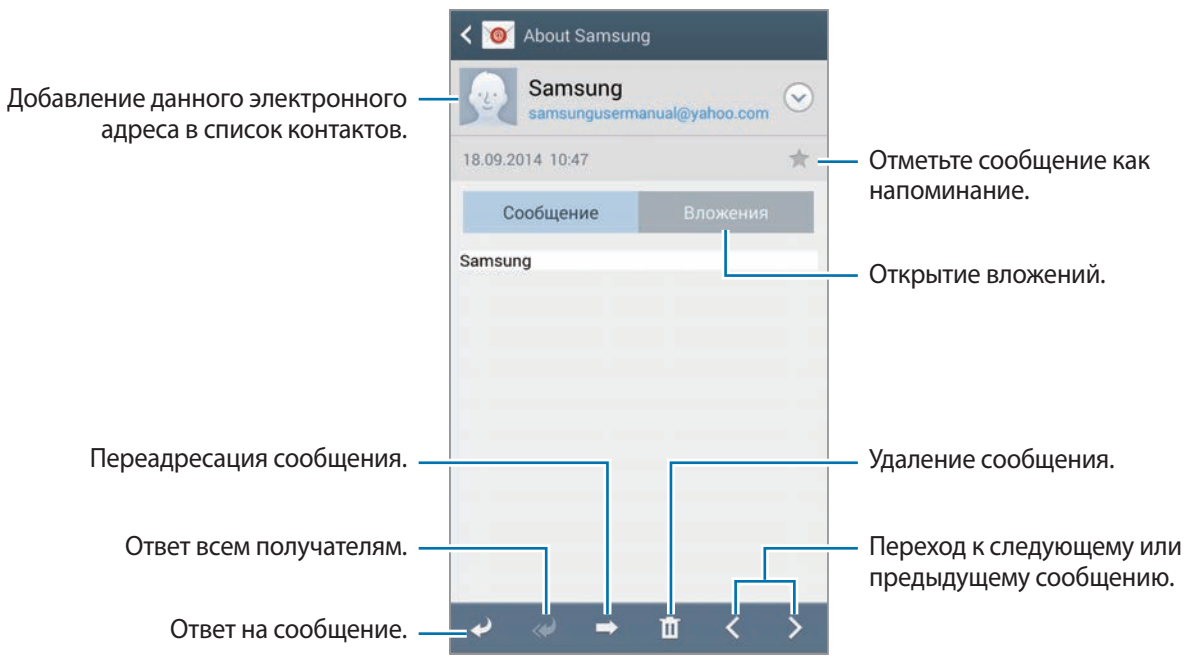 About Samsung
Добавление данного электронного
адреса в список контактов.
Samsung
samsungusermanual@yahoo.com
18.09.2014 10:47
Отметьте сообщение как
напоминание.
Сообщение
Вложения
Samsung
Открытие вложений.
Переадресация сообщения.
Удаление сообщения.
Ответ всем получателям.
Переход к следующему или
предыдущему сообщению.
Ответ на сообщение.